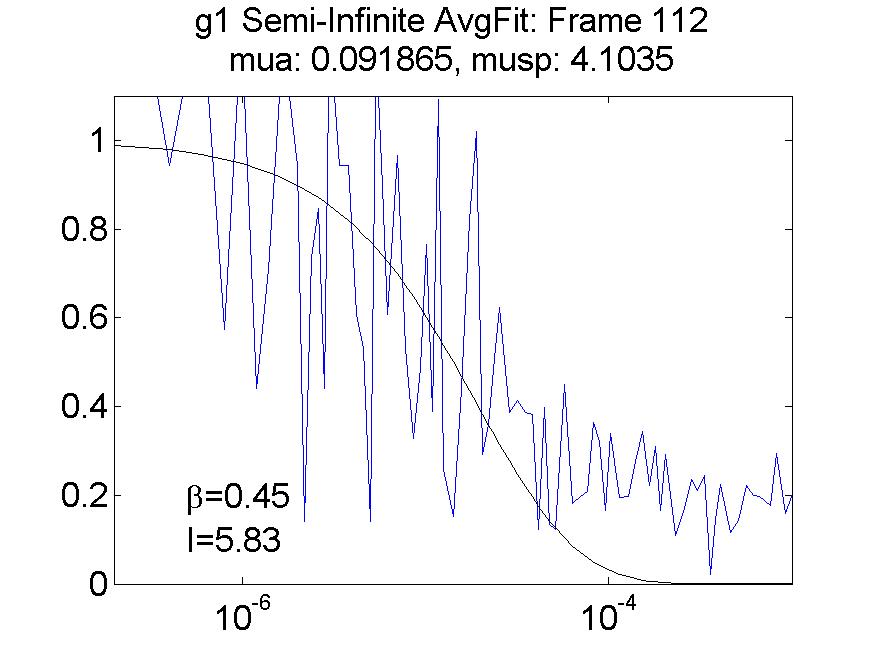 g1 Semi-Infinite AvgFit: Frame 112
mua: 0.091865, musp: 4.1035
1
0.8
0.6
0.4
0.2
0
β=0.45
I=5.83
10^-6
10^-4